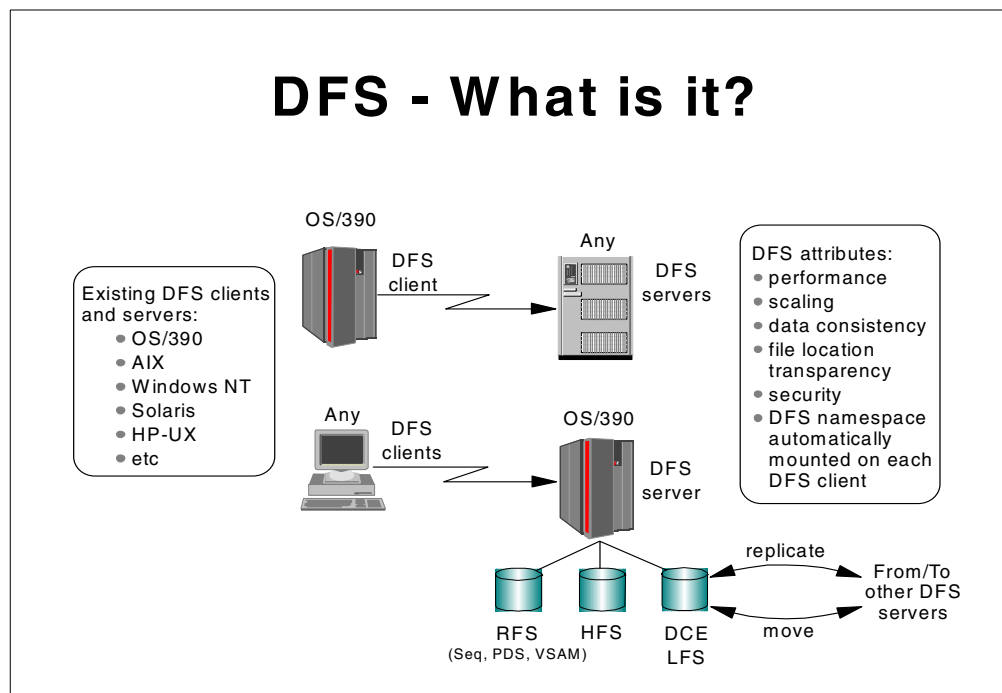 DFS - What is it?
Existing DFS clients
and servers:
OS/390
AIX
Windows NT
Solaris
HP-UX
etc
OS/390
DFS
client
Any
DFS
servers
Any
DFS
clients
OS/390
DFS
server
DFS attributes:
performance
scaling
data consistency
file location
transparency
security
DFS namespace
automatically
mounted on each
DFS client
RFS
(Seq, PDS, VSAM)
HFS
DCE
LFS
replicate
move
From/To
other DFS
servers